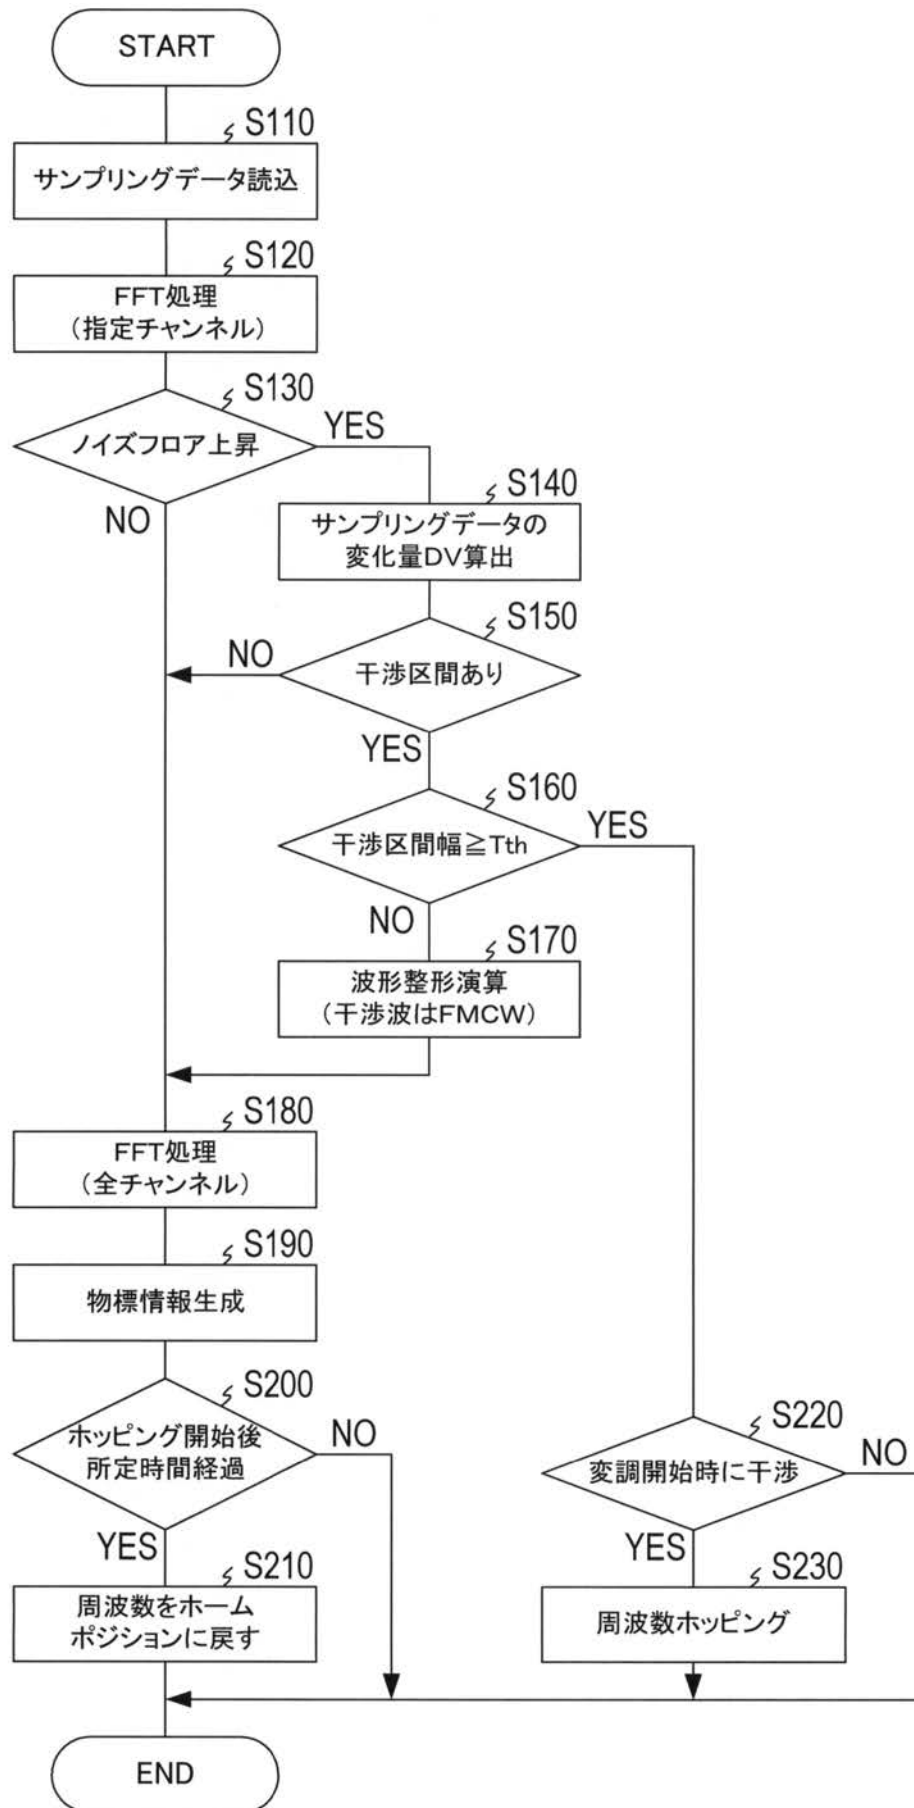 START
S110
サンプリングデータ読込
S120
FFT処理
(指定チャンネル)
S130
ノイズフロア上昇
YES
NO
S140
サンプリングデータの
変化量DV算出
S150
干渉区間あり
NO
YES
S160
干渉区間幅≧Tth
YES
NO
S170
波形整形演算
(干渉波はFMCW)
S180
FFT処理
(全チャンネル)
S190
物標情報生成
S200
ホッピング開始後
所定時間経過
NO
YES
S210
周波数をホーム
ポジションに戻す
S220
変調開始時に干渉
NO
YES
S230
周波数ホッピング
END